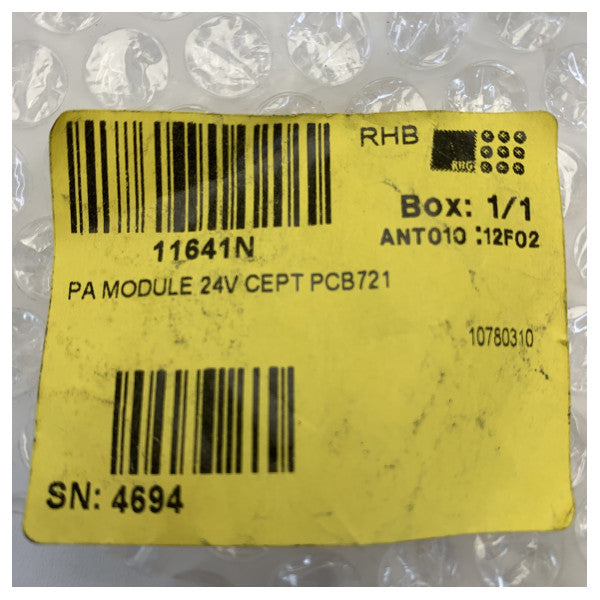 RHB
Box: 1/1
11641N
ANT010 :12F02
PA MODULE 24V CEPT PCB721
10780310
SN: 4694